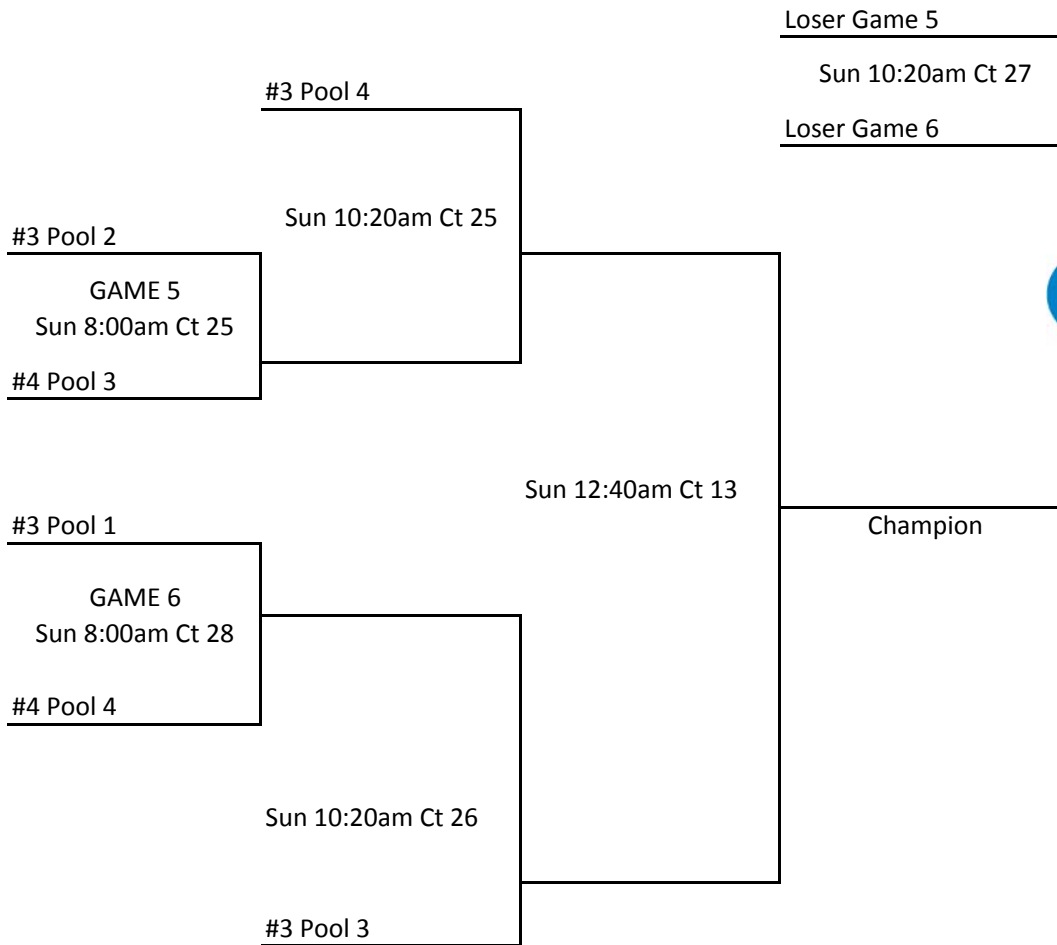 Loser Game 5
Sun 10:20am Ct 27
Loser Game 6
#3 Pool 4
Sun 10:20am Ct 25
#3 Pool 2
GAME 5
Sun 8:00am Ct 25
#4 Pool 3
Sun 12:40am Ct 13
Champion
#3 Pool 1
GAME 6
Sun 8:00am Ct 28
#4 Pool 4
Sun 10:20am Ct 26
#3 Pool 3